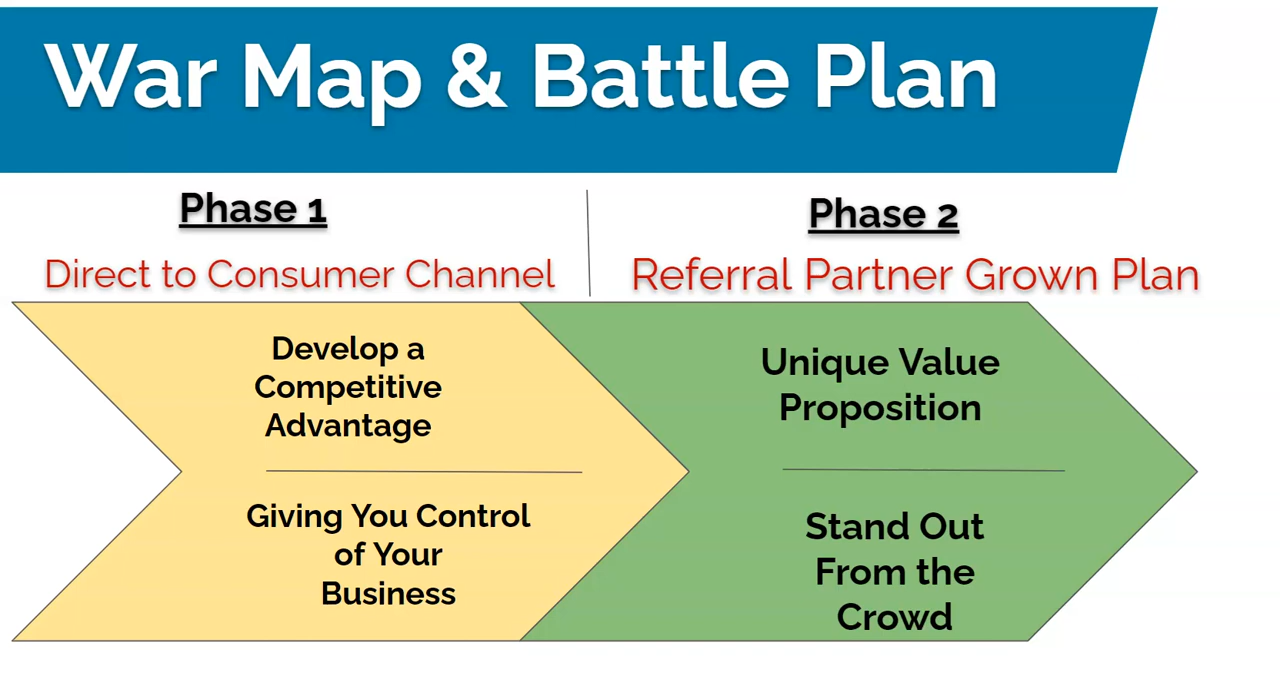 War Map & Battle Plan
Phase 1
Direct to Consumer Channel
Develop a
Competitive
Advantage
Giving You Control
of Your
Business
Phase 2
Referral Partner Grown Plan
Unique Value
Proposition
Stand Out
From the
Crowd